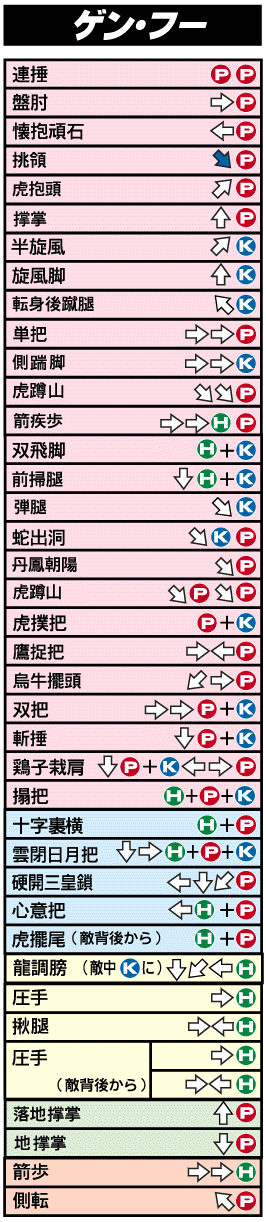 ゲン・フー
連捶 P P
盤肘 ⇨ P
懐抱頑石 ⇦ P
挑領 ⬊ P
虎抱頭 ⬀ P
撑掌 ⇧ P
半旋風 ⬀ K
旋風脚 ⇧ K
転身後蹴腿 ⬁ K
単把 ⇨⇨ P
側踹脚 ⇨⇨ K
虎蹲山 ⬂⬂ P
箭疾歩 ⇨⇨ H P
双飛脚 H+K
前掃腿 ⇩ H+K
弾腿 ⬂ K
蛇出洞 ⬂ K P
丹鳳朝陽 ⬂ P
虎蹲山 ⬂ P ⬂ P
虎撲把 P+K
鷹捉把 ⇨⇦ P
烏牛擺頭 ⬃⇨ P
双把 ⇨⇨ P+K
斬捶 ⇩ P+K
鷂子栽肩 ⇩ P+K ⇦⇨ P
搨把 H+P+K
十字裏横 H+P
雲閉日月把 ⇩⇨ H+P+K
硬開三皇鎖 ⇦⇩⬃ P
心意把 ⇦ H+P
虎擺尾(敵背後から) H+P
龍調膀 (敵中 K に) ⇩⬃⇦ H
圧手 ⇨ H
揪腿 ⇨⇦ H
圧手 ⇨ H
(敵背後から) ⇨⇦ H
落地撑掌 ⇧ P
地撑掌 ⇩ P
箭歩 ⇨⇨ H
側転 ⬁ P